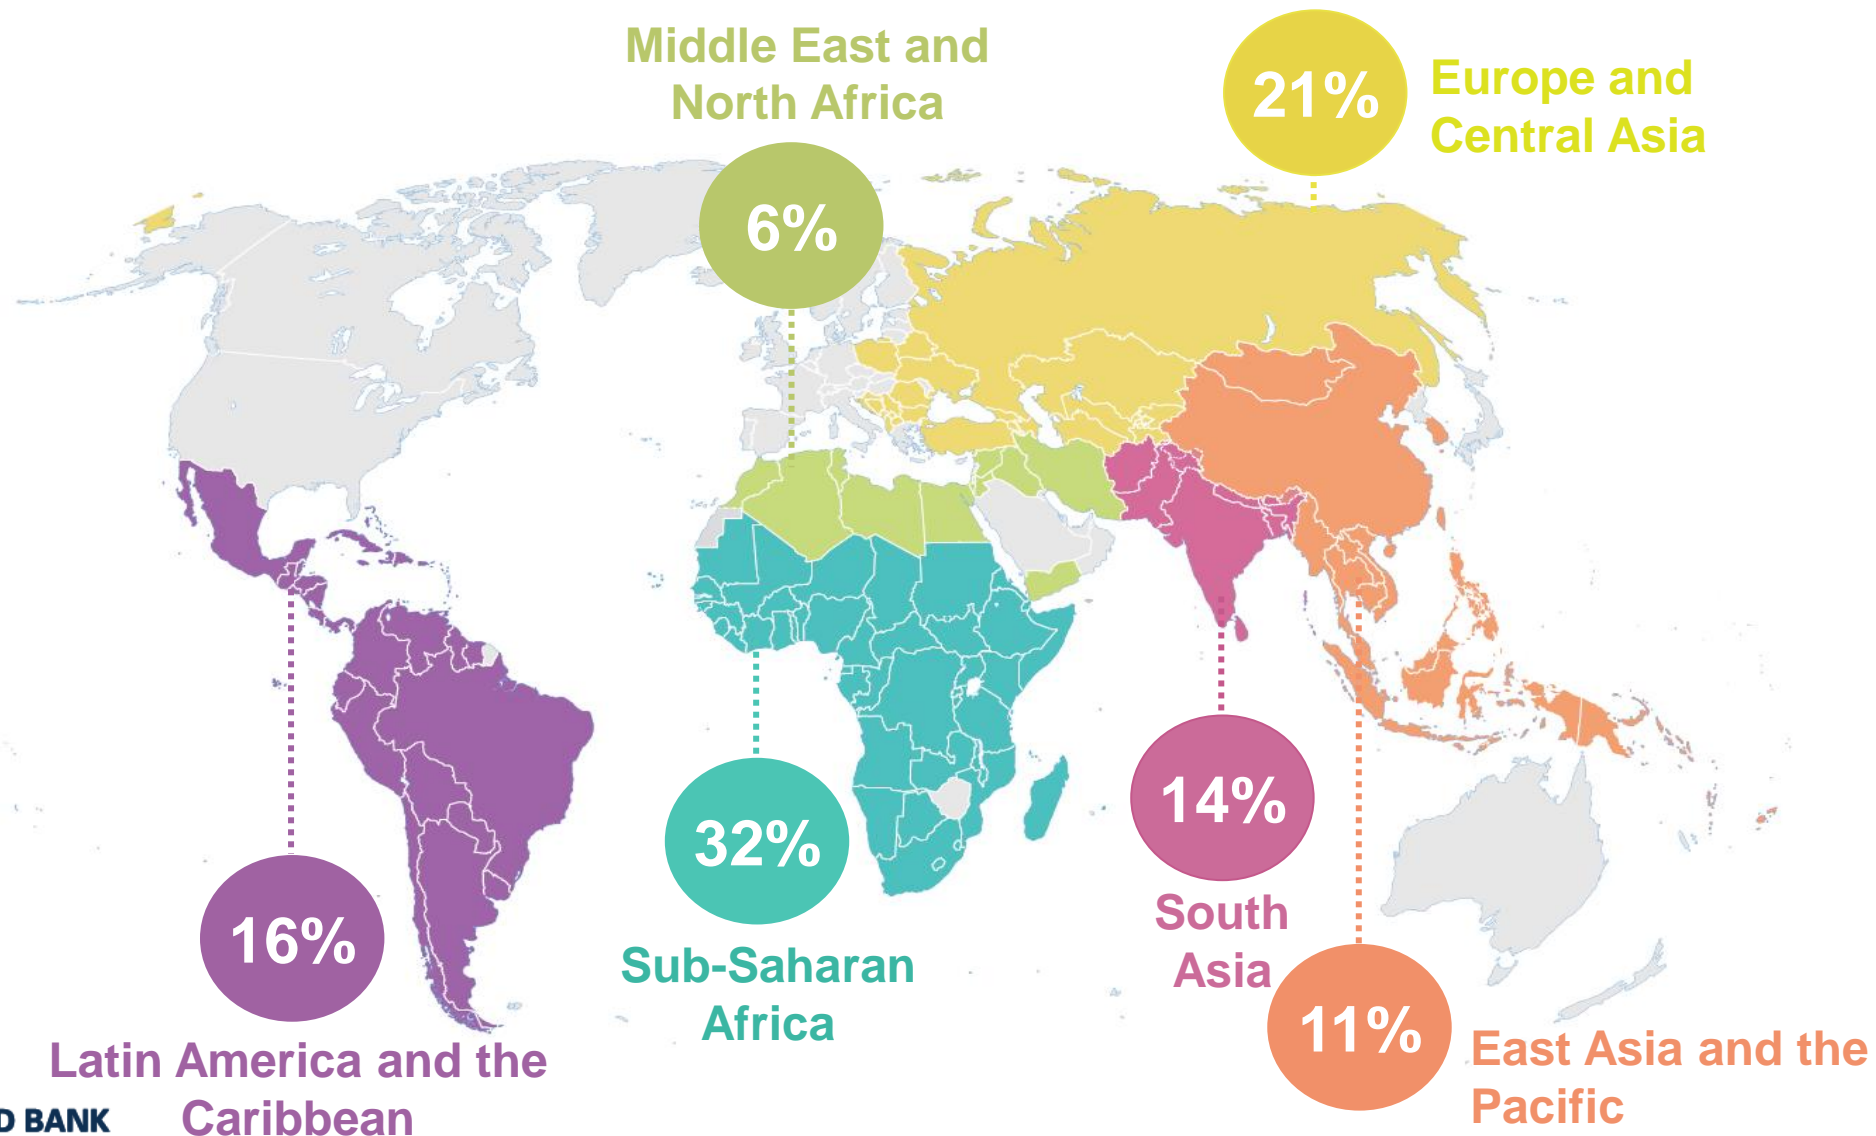 Middle East and
North Africa
6%
21%
Europe and
Central Asia
16%
Latin America and the
Caribbean
32%
Sub-Saharan
Africa
14%
South
Asia
11%
East Asia and the
Pacific
D BANK